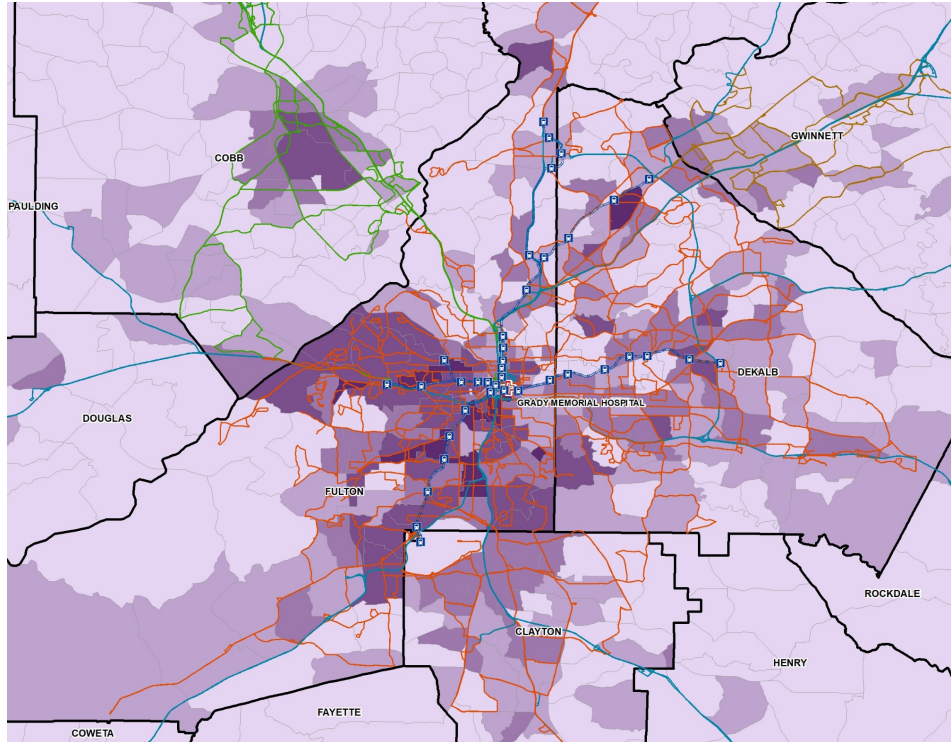 GWINNETT
COBB
PAULDING
DEKALB
GRADY MEMORIAL HOSPITAL
DOUGLAS
FULTON
ROCKDALE
CLAYTON
HENRY
FAYETTE
COWETA